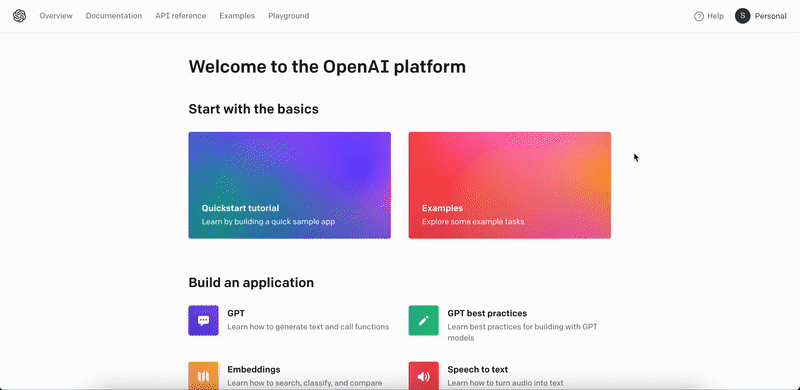 Overview Documentation API reference Examples Playground Help S Personal
Welcome to the OpenAI platform
Start with the basics
Quickstart tutorial
Learn by building a quick sample app
Examples
Explore some example tasks
Build an application
GPT
Learn how to generate text and call functions
GPT best practices
Learn best practices for building with GPT
models
Embeddings
Learn how to search, classify, and compare
Speech to text
Learn how to turn audio into text